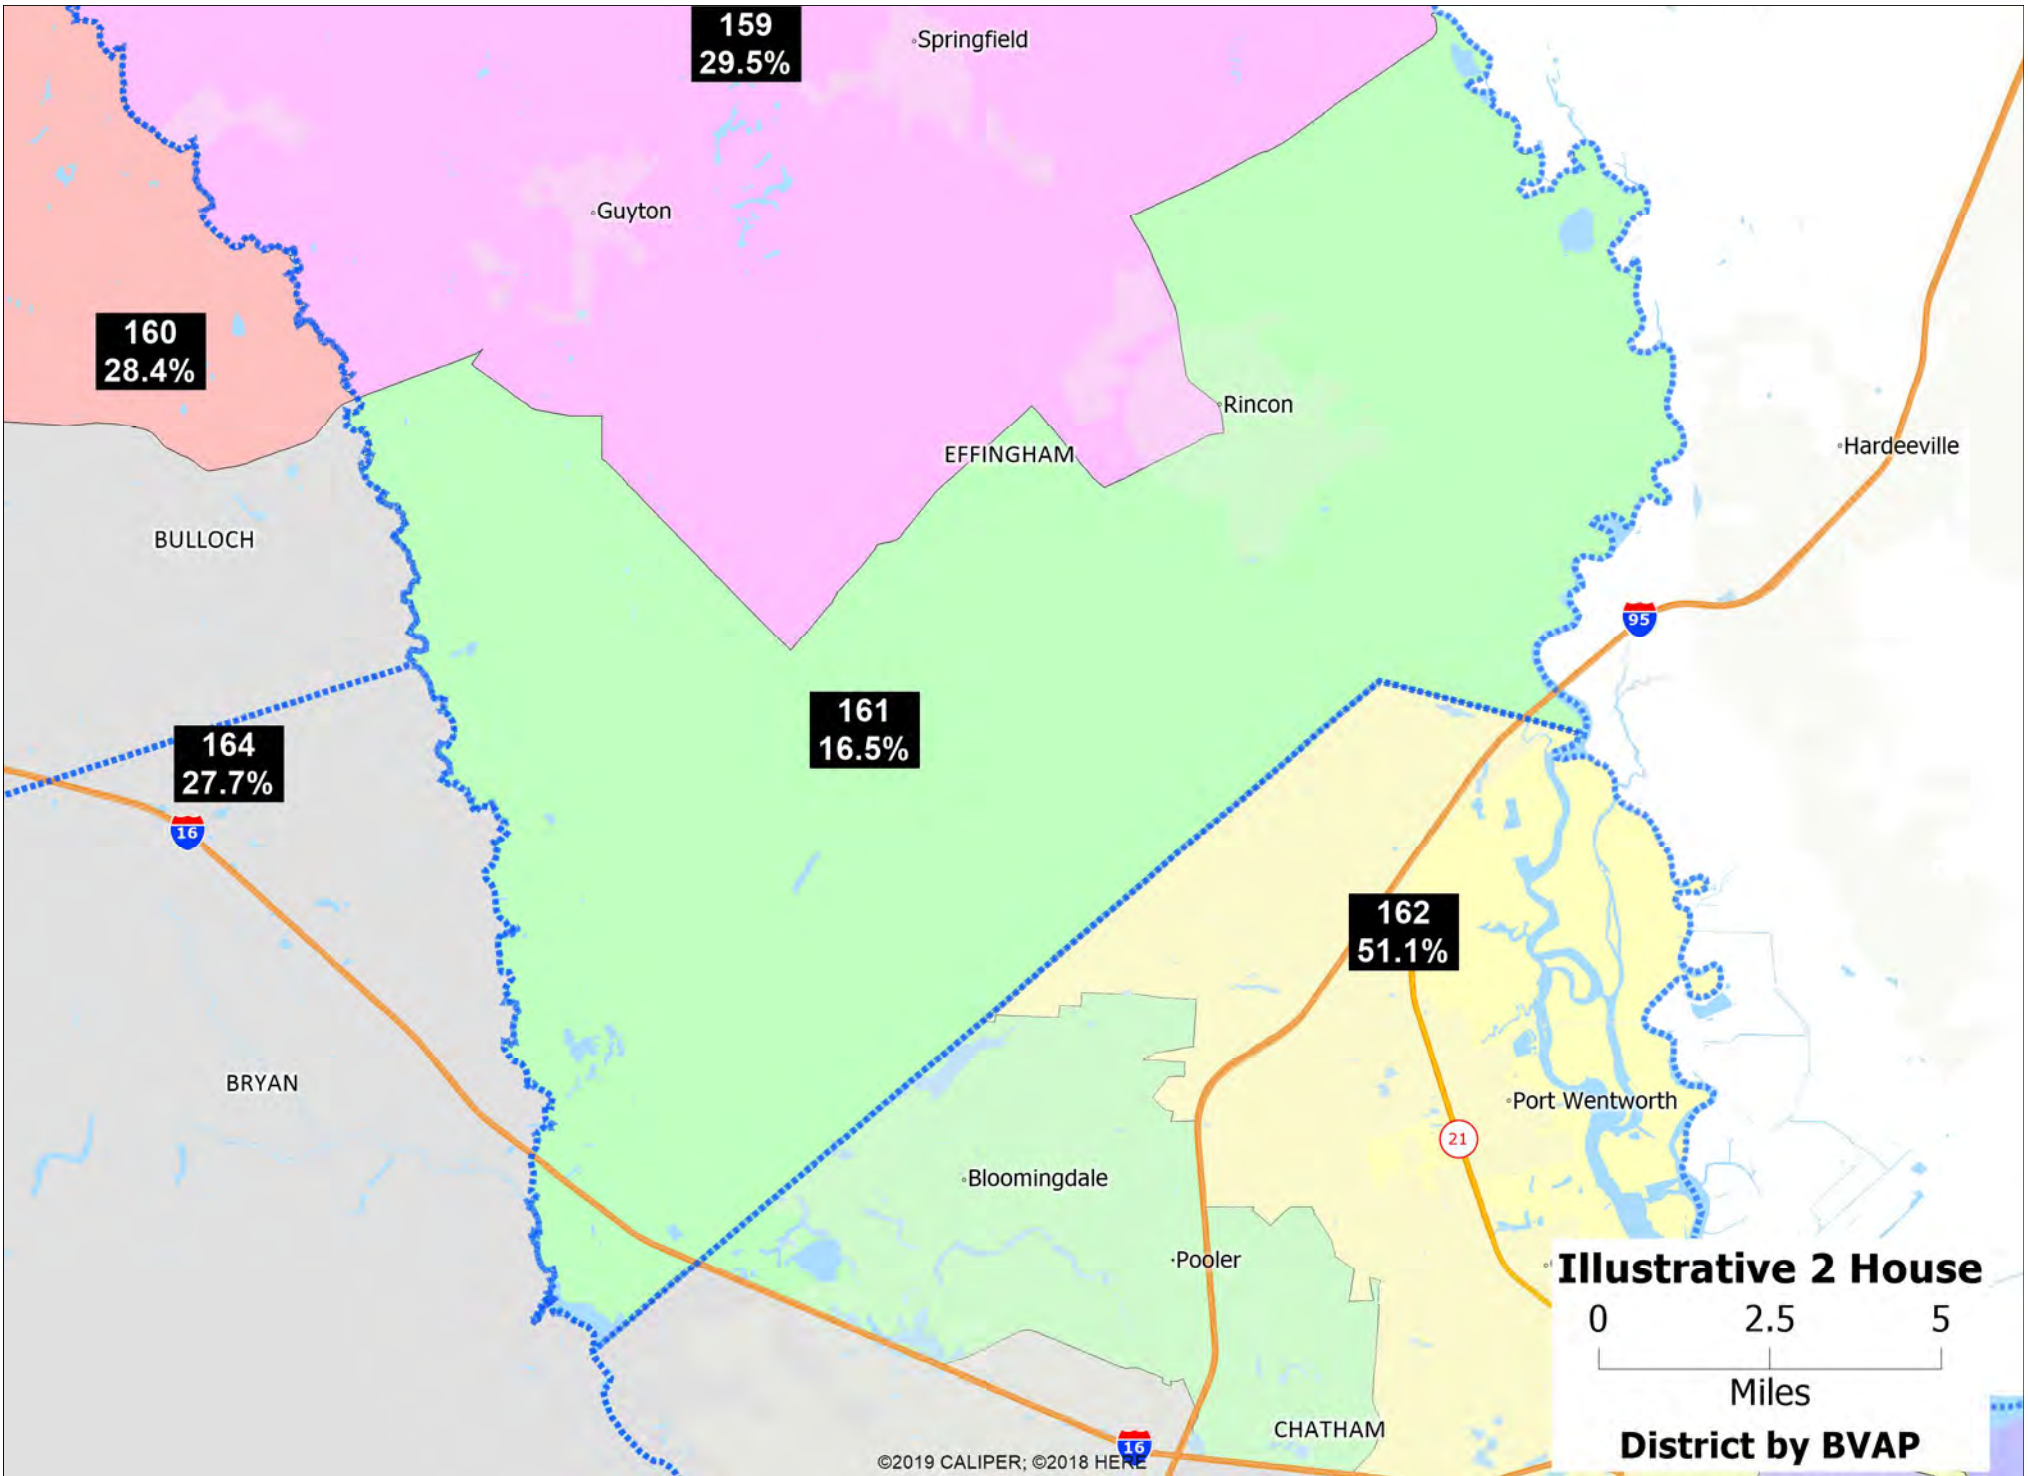 159
29.5%
Springfield
Guyton
160
28.4%
Rincon
EFFINGHAM
Hardeeville
BULLOCH
95
161
16.5%
164
27.7%
16
162
51.1%
BRYAN
Port Wentworth
21
Bloomingdale
Pooler
Illustrative 2 House
0 2.5 5
Miles
District by BVAP
CHATHAM
16
©2019 CALIPER; ©2018 HERE